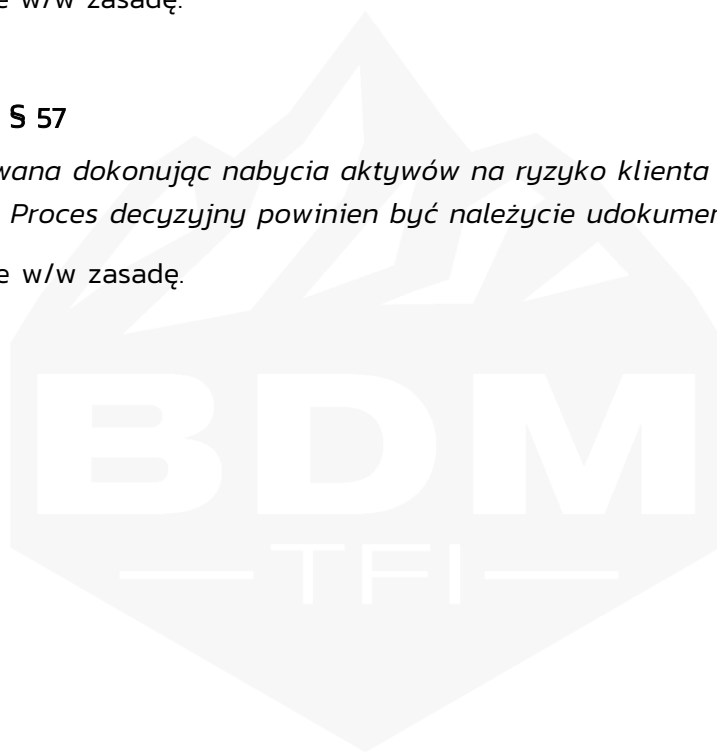 e w/w zasadę.
§ 57
wana dokonując nabycia aktywów na ryzyko klienta
Proces decyzyjny powinien być należycie udokumen
e w/w zasadę.
BDM
TFI